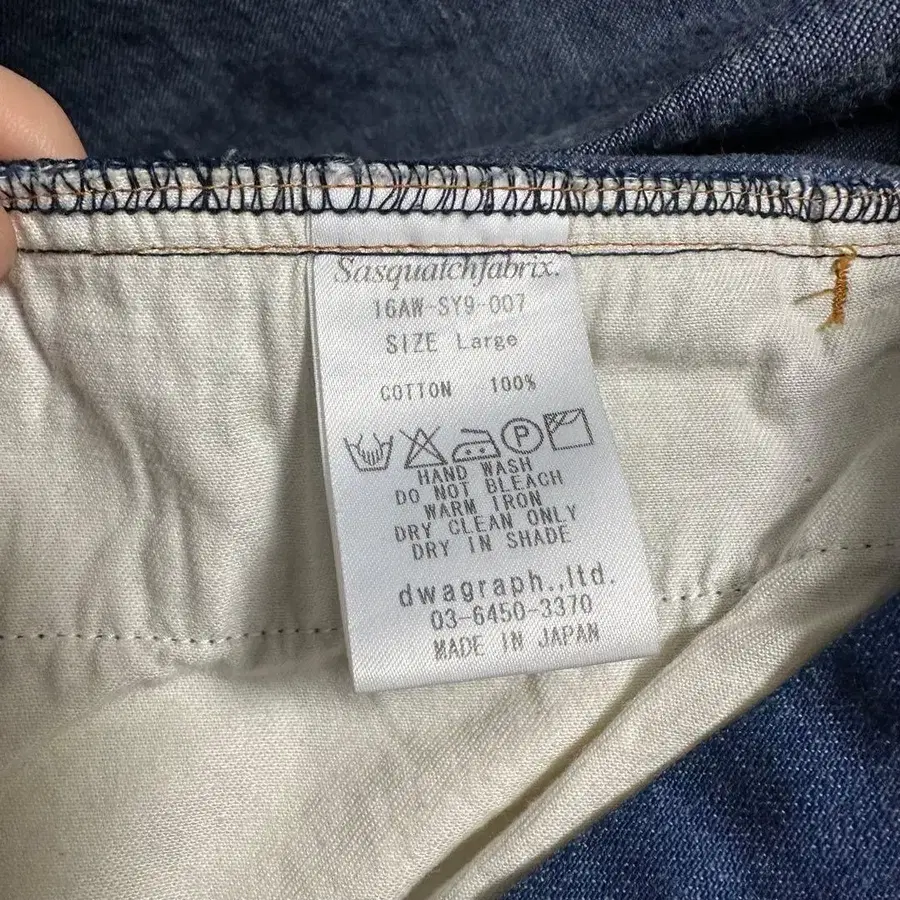 Sasquatchfabrix.
16AW-SY9-007
SIZE Large
COTTON 100%
P
HAND WASH
DO NOT BLEACH
WARM IRON
DRY CLEAN ONLY
DRY IN SHADE
dwagraph.,ltd.
03-6450-3370
MADE IN JAPAN